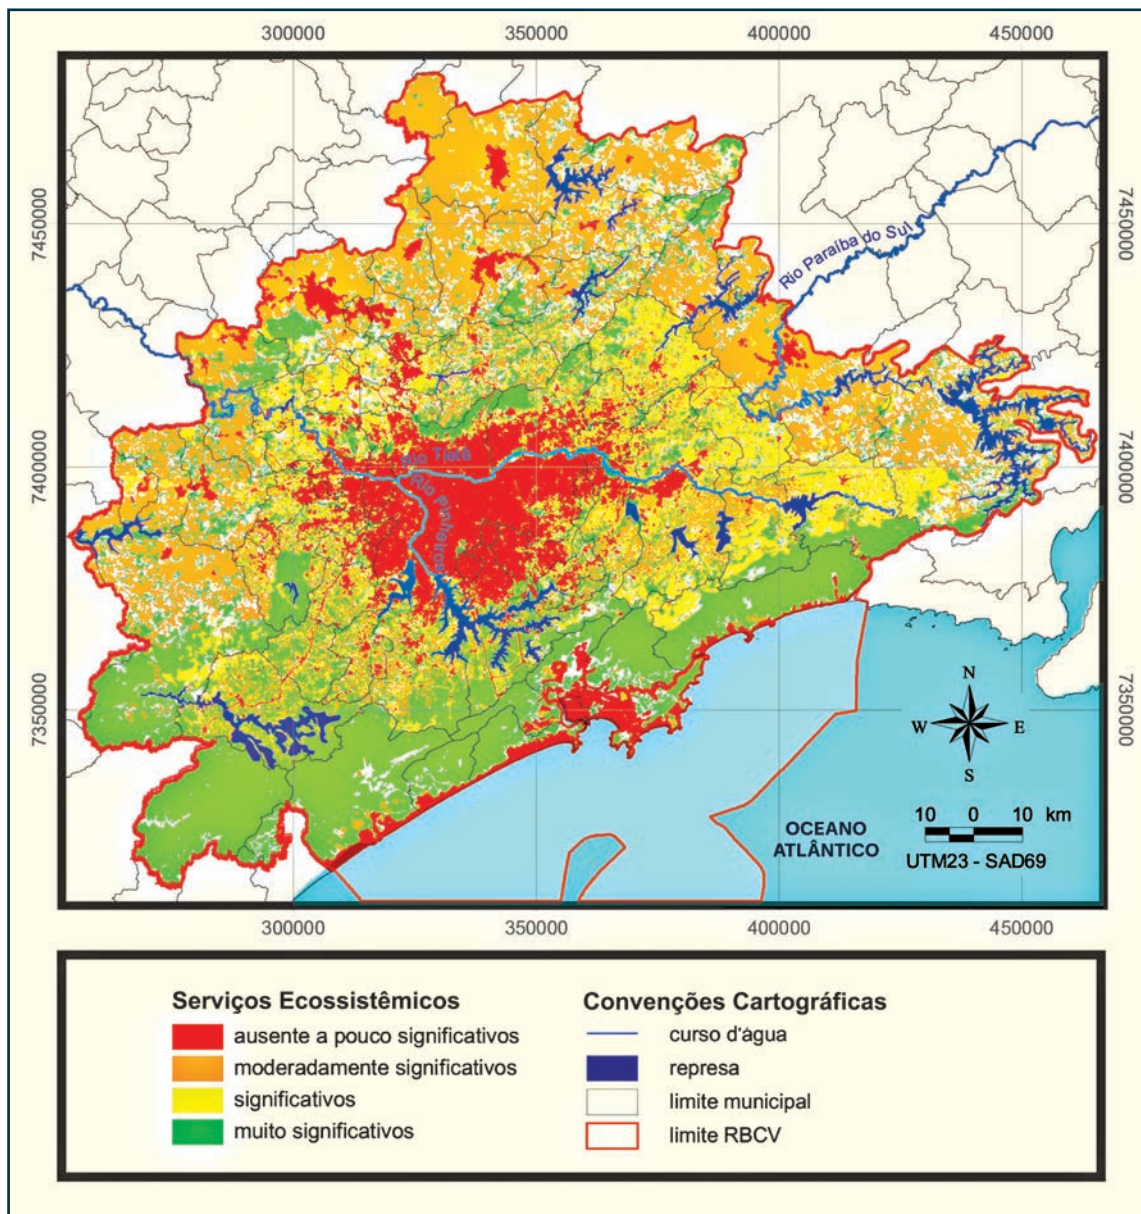 300000 350000 400000 450000
7450000
7450000
Rio Paraíba do Sul
7400000
7400000
Rio Tietê
Rio Pinheiros
7350000
7350000
N
W E
S
10 0 10 km
OCEANO
ATLÂNTICO
UTM23 - SAD69
300000 350000 400000 450000
Serviços Ecossistêmicos
ausente a pouco significativos
moderadamente significativos
significativos
muito significativos
Convenções Cartográficas
curso d'água
represa
limite municipal
limite RBCV